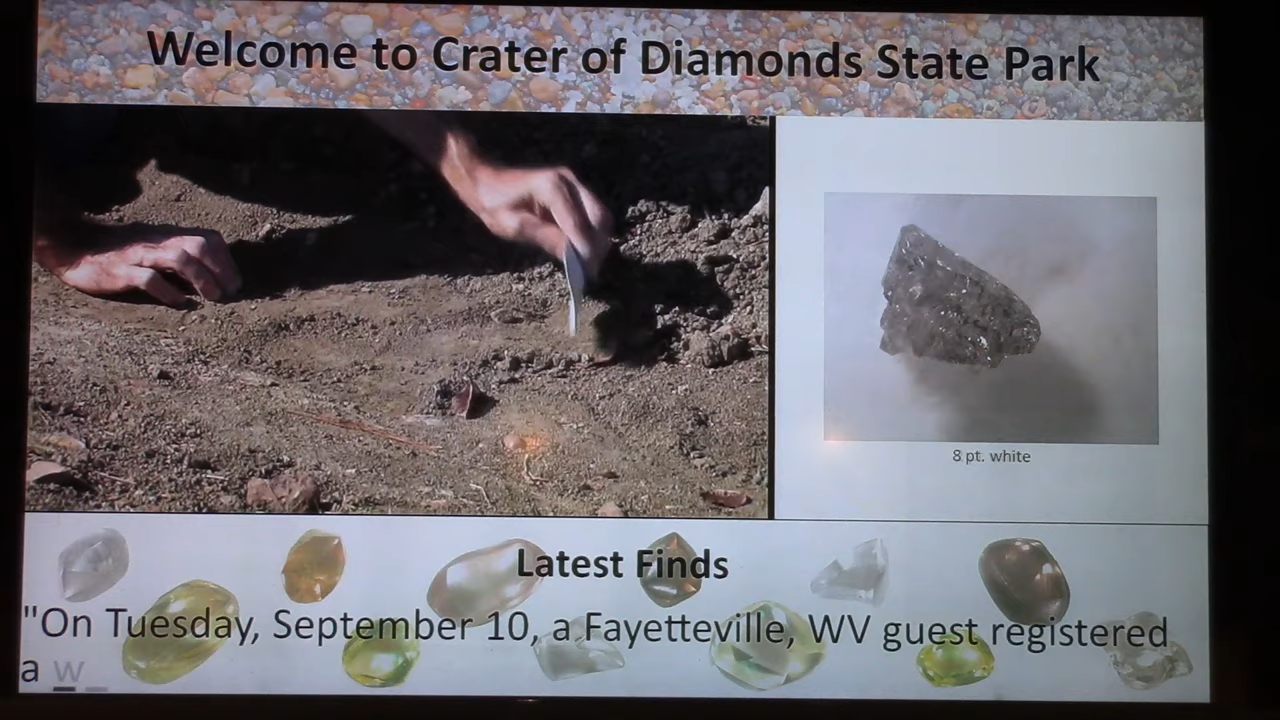 Welcome to Crater of Diamonds State Park
8 pt. white
Latest Finds
"On Tuesday, September 10, a Fayetteville, WV guest registered
a w